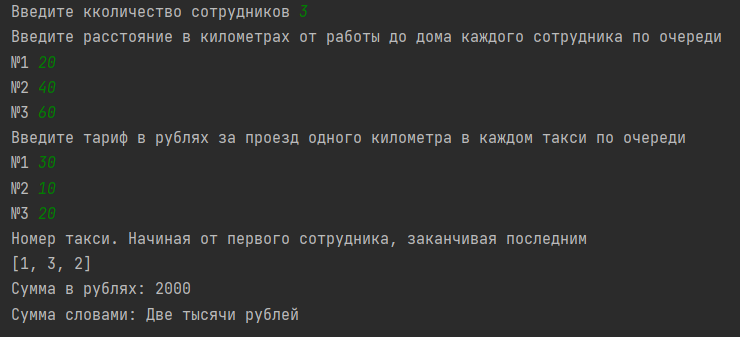 Введите кколичество сотрудников 3
Введите расстояние в километрах от работы до дома каждого сотрудника по очереди
№1 20
№2 40
№3 60
Введите тариф в рублях за проезд одного километра в каждом такси по очереди
№1 30
№2 10
№3 20
Номер такси. Начиная от первого сотрудника, заканчивая последним
[1, 3, 2]
Сумма в рублях: 2000
Сумма словами: Две тысячи рублей